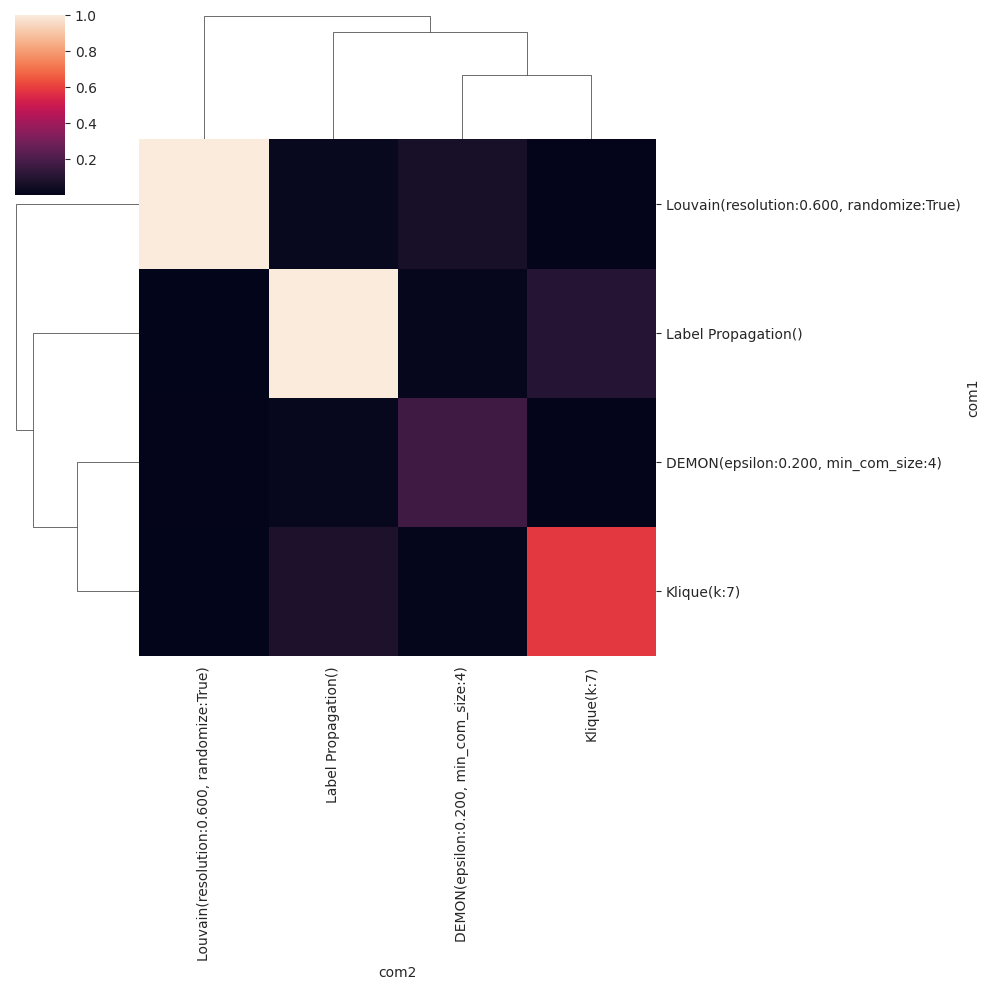 1.0
0.8
0.6
0.4
0.2
Louvain(resolution:0.600, randomize:True)
Label Propagation()
DEMON(epsilon:0.200, min_com_size:4)
Klique(k:7)
com1
Louvain(resolution:0.600, randomize:True)
Label Propagation()
DEMON(epsilon:0.200, min_com_size:4)
Klique(k:7)
com2